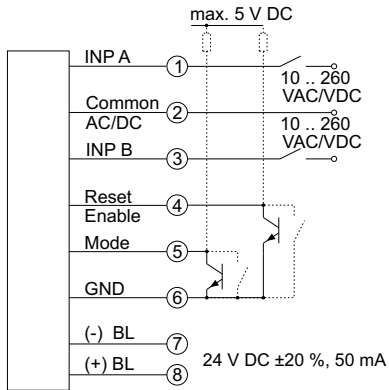 max. 5 V DC
INP A
1
10 .. 260
VAC/VDC
Common
AC/DC
2
10 .. 260
VAC/VDC
INP B
3
Reset
Enable
4
Mode
5
GND
6
(-) BL
7
(+) BL
8
24 V DC ±20 %, 50 mA